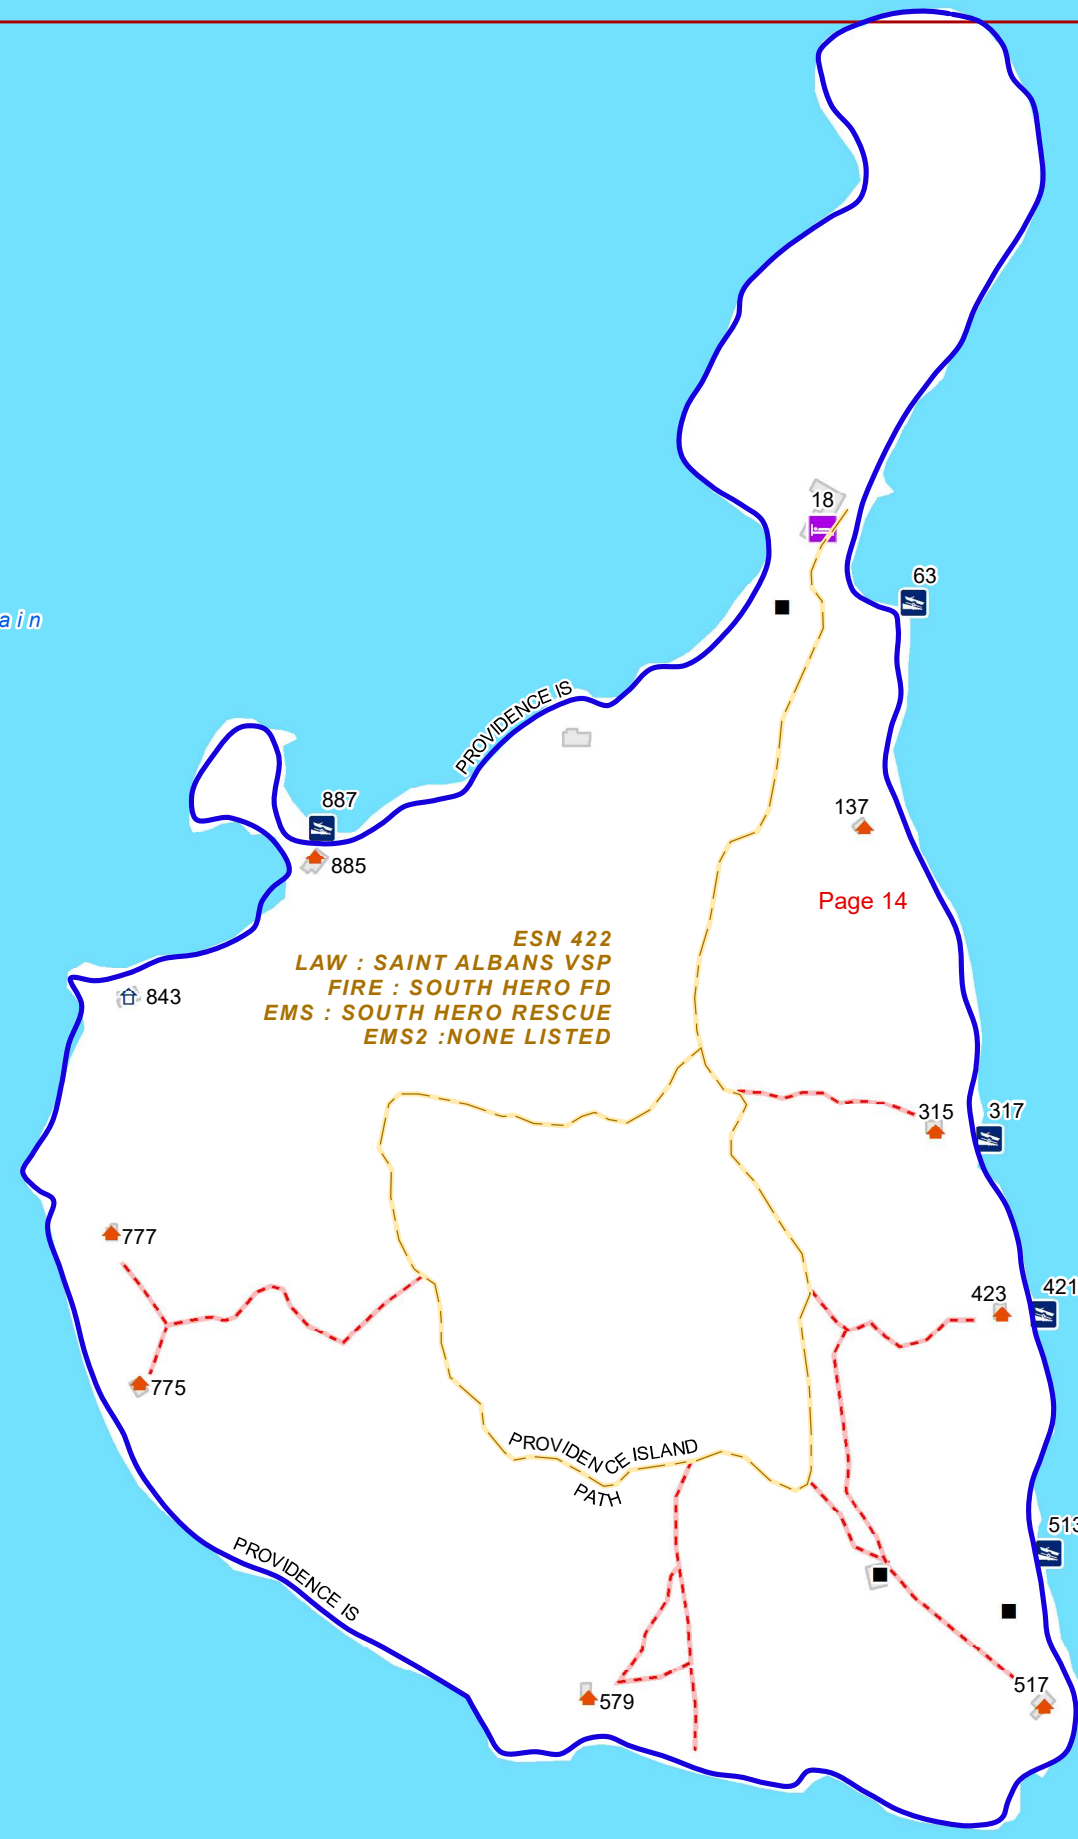 18
63
ain
PROVIDENCE IS
887
137
885
Page 14
ESN 422
LAW : SAINT ALBANS VSP
FIRE : SOUTH HERO FD
EMS : SOUTH HERO RESCUE
EMS2 :NONE LISTED
843
315
317
777
423
421
775
PROVIDENCE ISLAND
PATH
513
PROVIDENCE IS
517
579